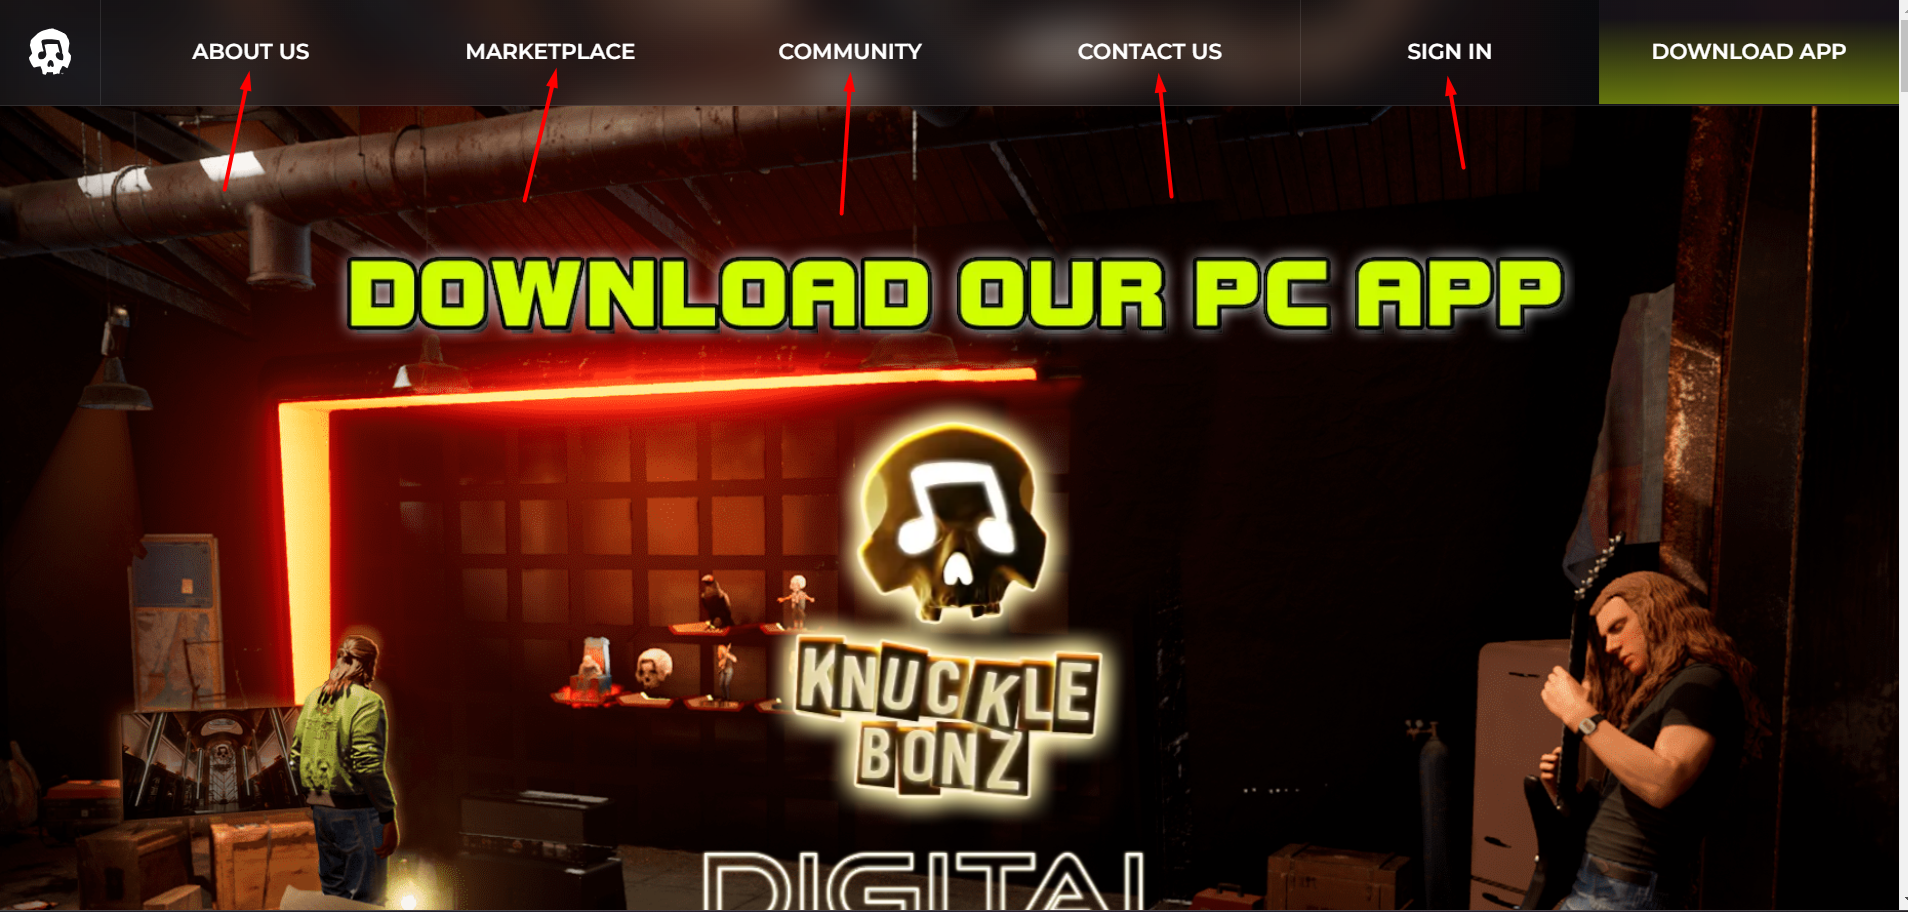 ABOUT US MARKETPLACE COMMUNITY CONTACT US SIGN IN DOWNLOAD APP
DOWNLOAD OUR PC APP
KNUCKLE
BONZ
DIGITAL